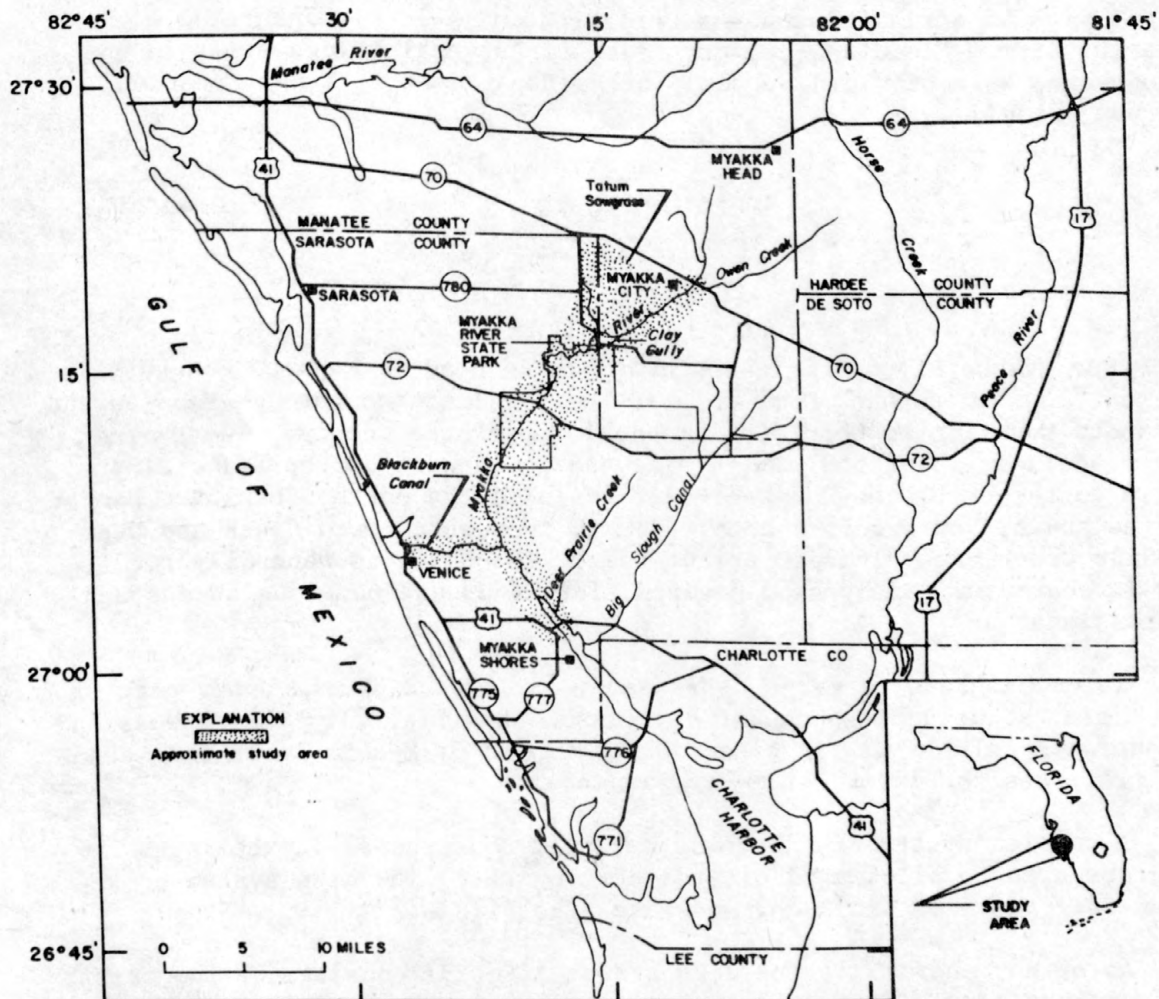 82°45'
30'
15'
82°00'
81°45'
27°30'
Manatee River
64
64
MYAKKA
HEAD
Horse
Creek
41
70
Tatum
Sawgrass
17
MANATEE COUNTY
SARASOTA COUNTY
Owen Creek
MYAKKA
CITY
780
SARASOTA
HARDEE COUNTY
DE SOTO COUNTY
River
Clay
Gully
MYAKKA
RIVER
STATE
PARK
Peace River
GULF OF MEXICO
15'
72
70
72
Blackburn
Canal
Myakka
Deer Prairie Creek
Big Slough Canal
VENICE
41
17
MYAKKA
SHORES
CHARLOTTE CO
27°00'
775
777
EXPLANATION
Approximate study area
776
FLORIDA
CHARLOTTE
HARBOR
41
771
STUDY
AREA
0 5 10 MILES
26°45'
LEE COUNTY